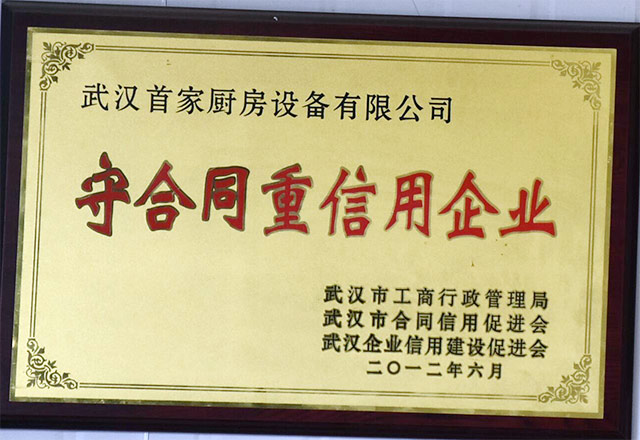 武汉首家厨房设备有限公司
守合同重信用企业
武汉市工商行政管理局
武汉市合同信用促进会
武汉企业信用建设促进会
二〇一二年六月